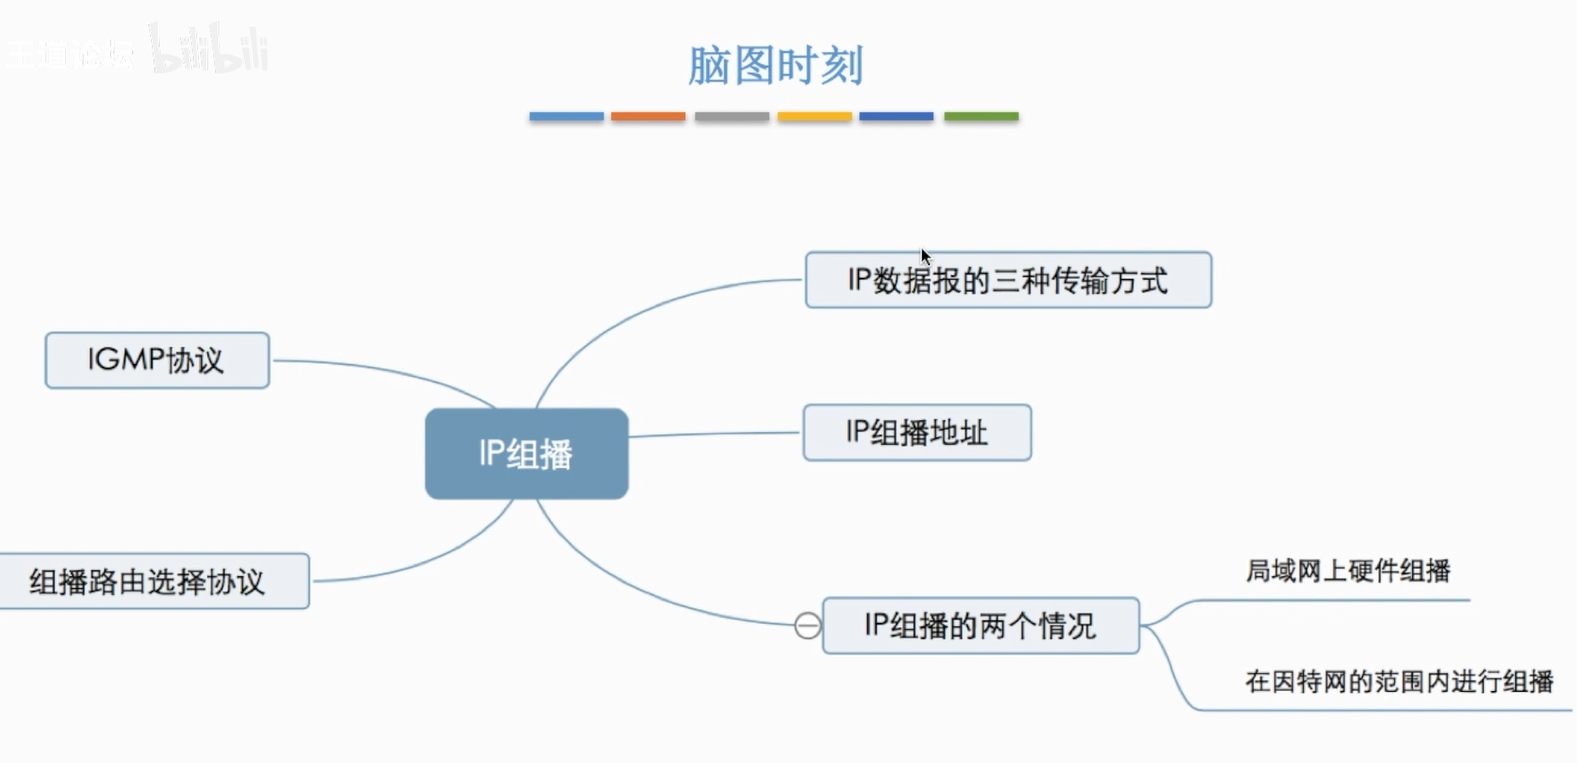 王道论坛 bilibili
脑图时刻
IP数据报的三种传输方式
IGMP协议
IP组播地址
IP组播
局域网上硬件组播
组播路由选择协议
IP组播的两个情况
在因特网的范围内进行组播